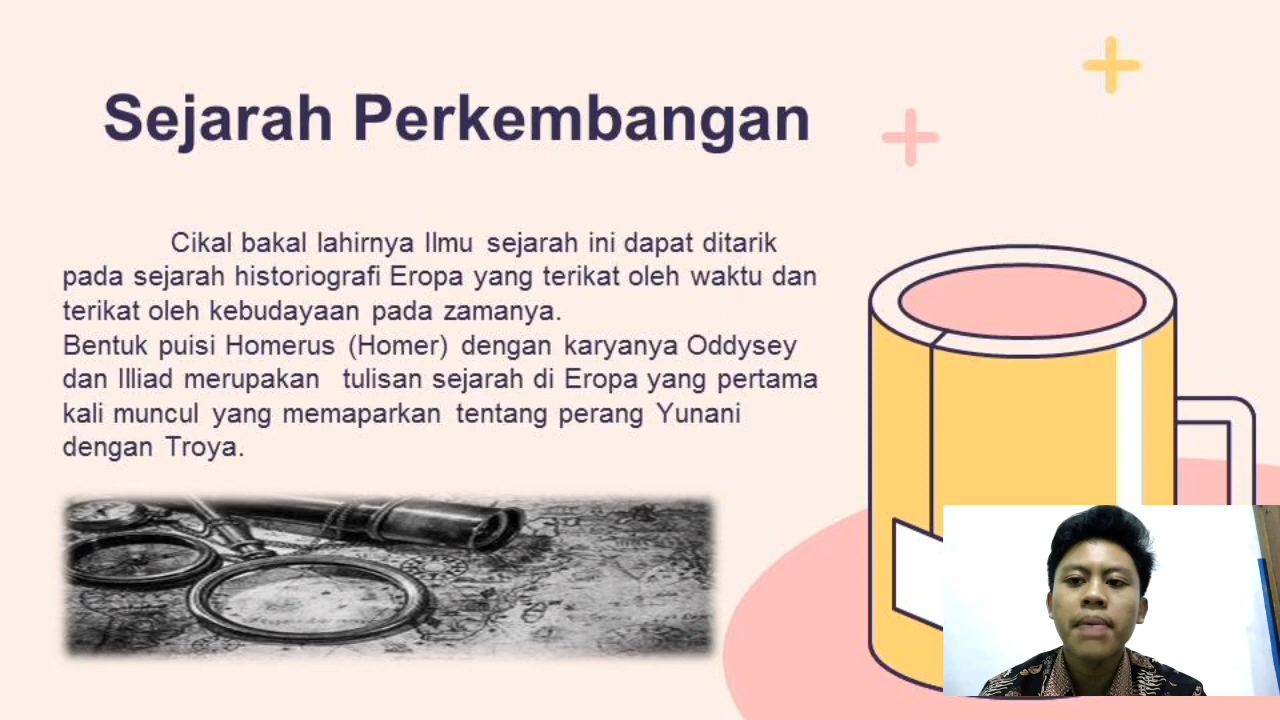 Sejarah Perkembangan
Cikal bakal lahirnya Ilmu sejarah ini dapat ditarik
pada sejarah historiografi Eropa yang terikat oleh waktu dan
terikat oleh kebudayaan pada zamanya.
Bentuk puisi Homerus (Homer) dengan karyanya Oddysey
dan Illiad merupakan tulisan sejarah di Eropa yang pertama
kali muncul yang memaparkan tentang perang Yunani
dengan Troya.